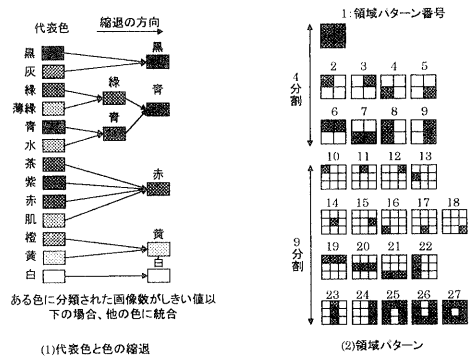 代表色
縮退の方向
黒
灰
緑
薄緑
青
水
茶
紫
赤
肌
橙
黄
白
緑
青
黒
青
赤
黄
白
ある色に分類された画像数がしきい値以
下の場合、他の色に統合
(1)代表色と色の縮退
1:領域パターン番号
4分割
2 3 4 5
6 7 8 9
9分割
10 11 12 13
14 15 16 17 18
19 20 21 22
23 24 25 26 27
(2)領域パターン